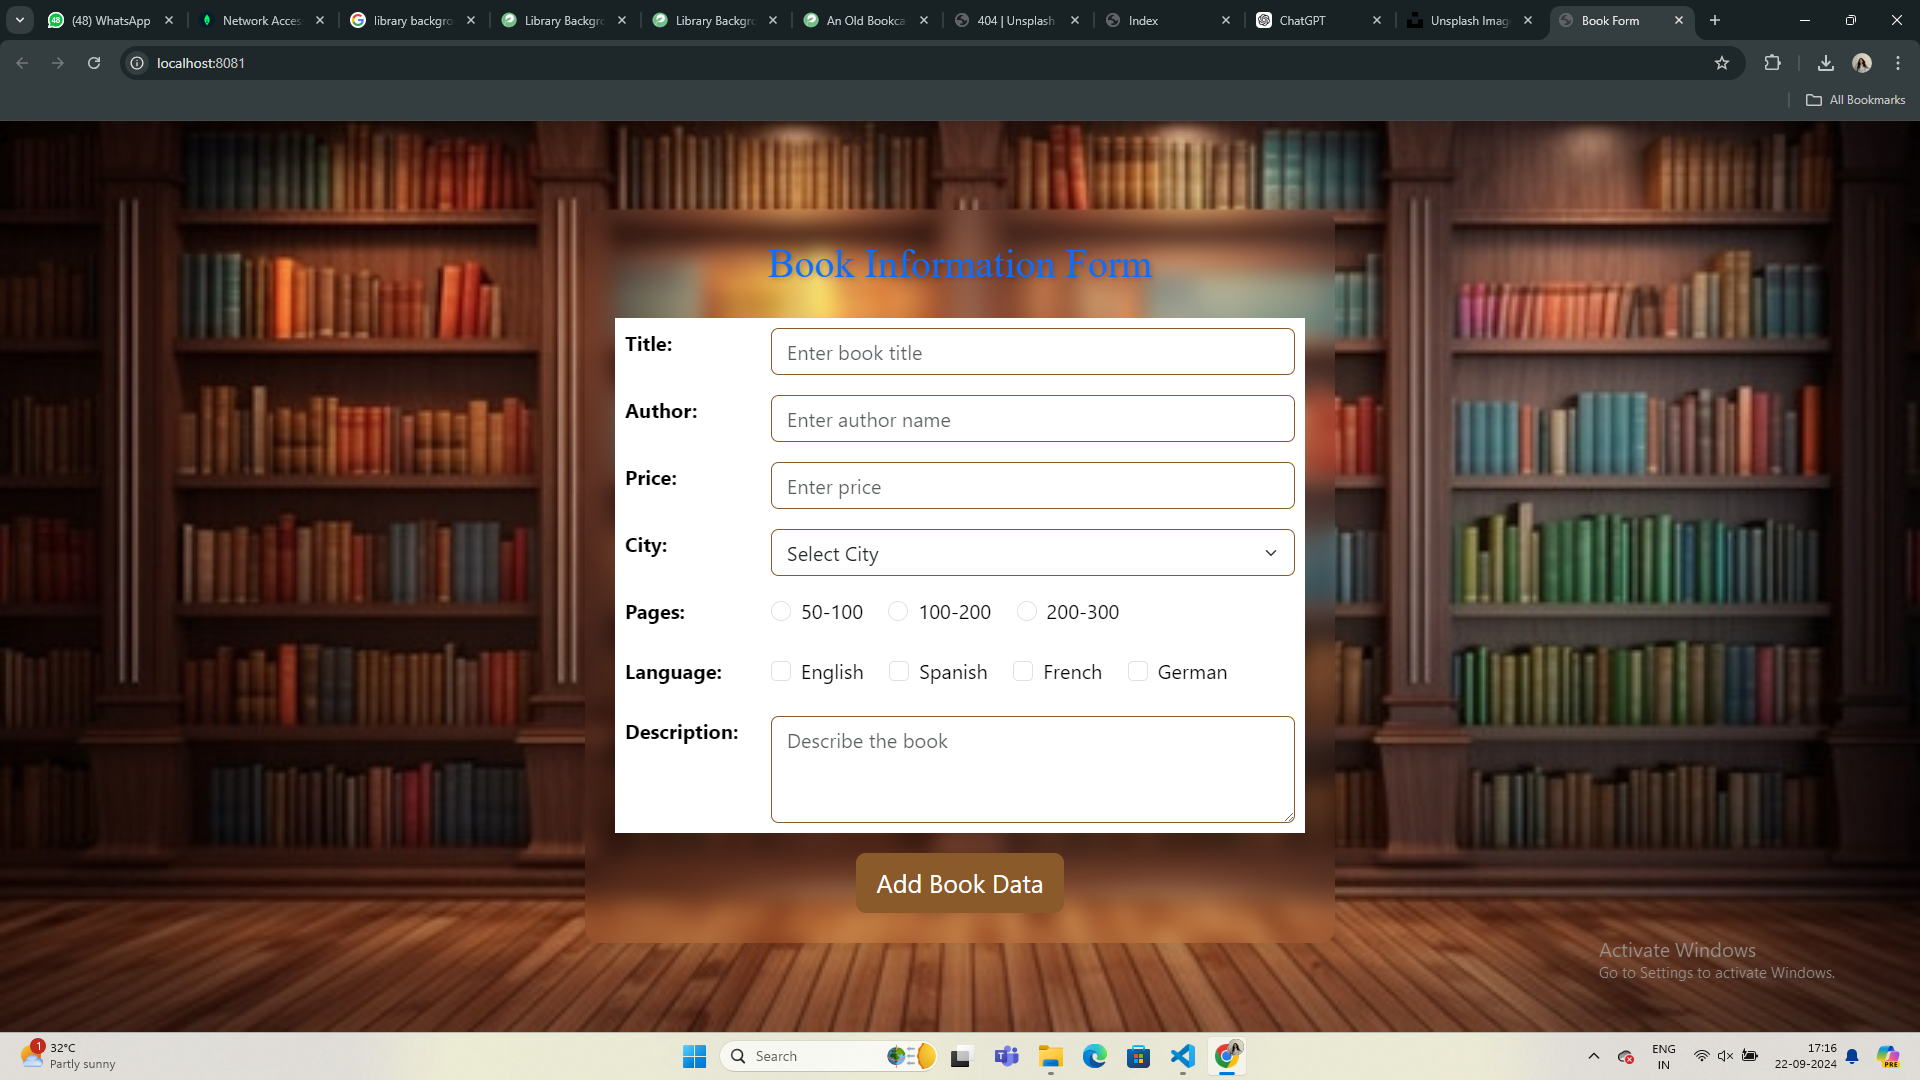 (48) WhatsApp
Network Acces
library backgro
Library Backgro
Library Backgro
An Old Bookca
404 | Unsplash
Index
ChatGPT
Unsplash Imag
Book Form
localhost:8081
All Bookmarks
Book Information Form
Title:
Enter book title
Author:
Enter author name
Price:
Enter price
City:
Select City
Pages:
50-100
100-200
200-300
Language:
English
Spanish
French
German
Description:
Describe the book
Add Book Data
Activate Windows
Go to Settings to activate Windows.
1
32°C
Partly sunny
Search
ENG
IN
17:16
22-09-2024
PRE